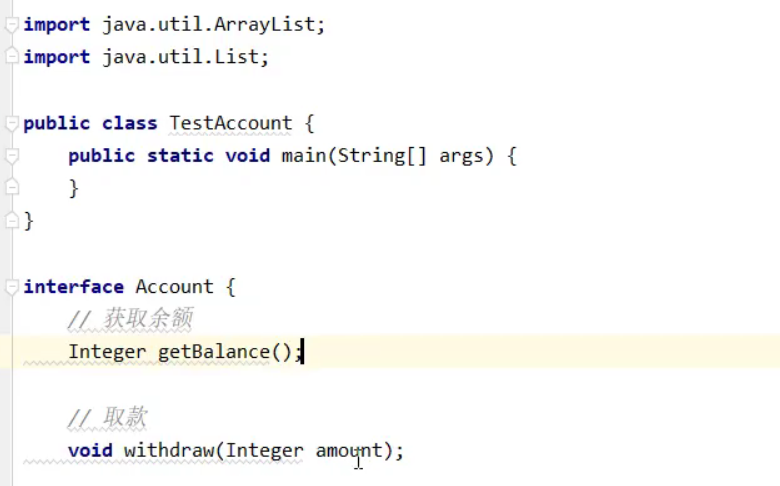 import java.util.ArrayList;
import java.util.List;
public class TestAccount {
public static void main(String[] args) {
}
}
interface Account {
// 获取余额
Integer getBalance();
// 取款
void withdraw(Integer amount);